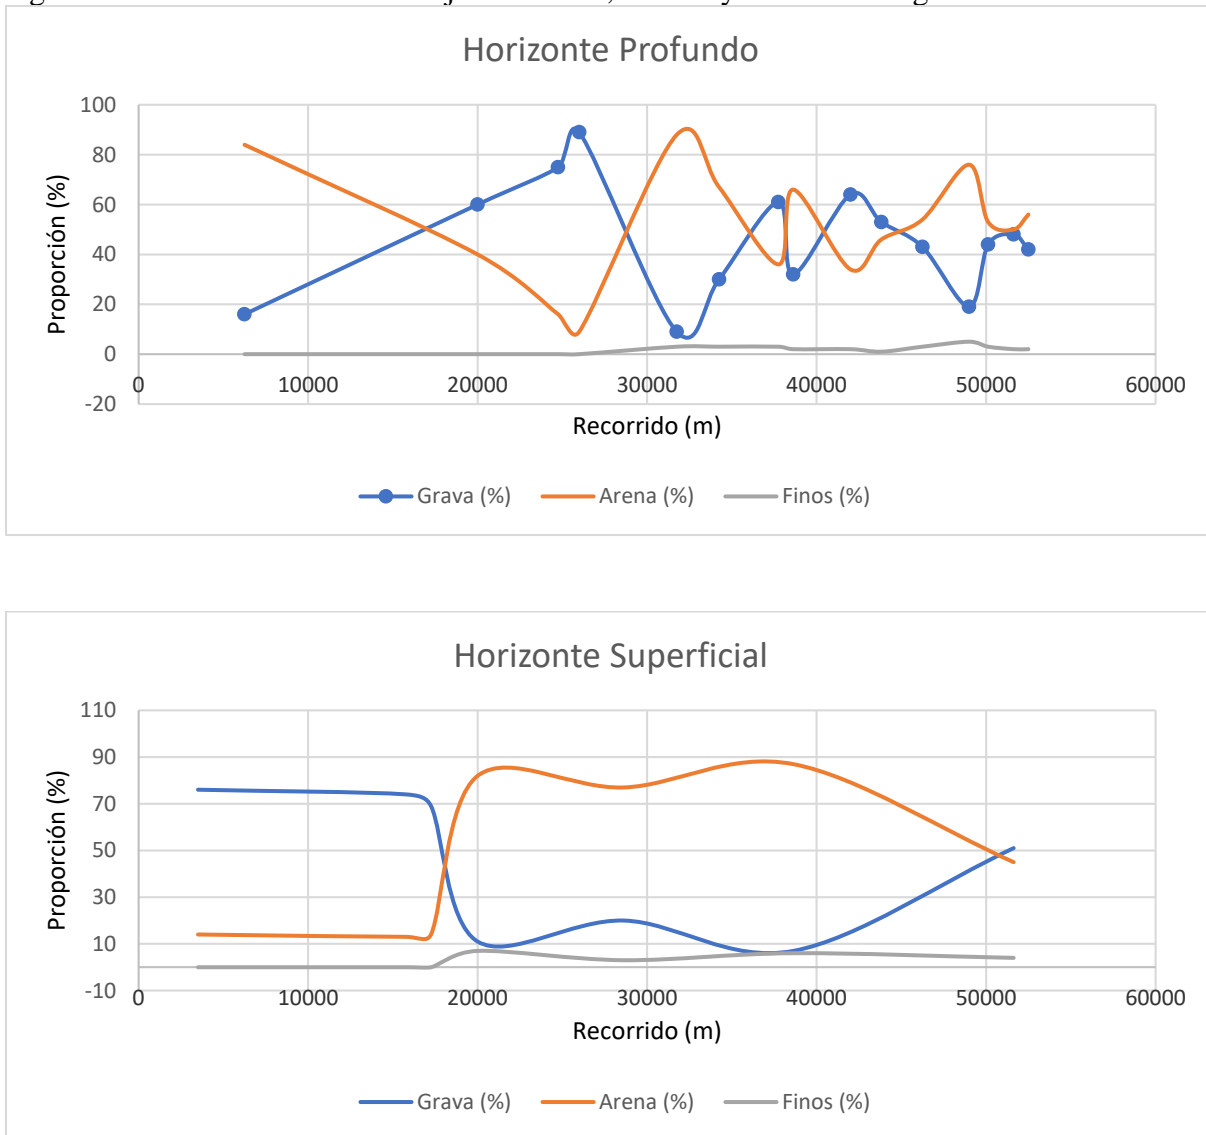 Horizonte Profundo
100
80
60
40
20
0
-20
0 10000 20000 30000 40000 50000 60000
Proporción (%)
Recorrido (m)
Grava (%) Arena (%) Finos (%)
Horizonte Superficial
110
90
70
50
30
10
-10
0 10000 20000 30000 40000 50000 60000
Proporción (%)
Recorrido (m)
Grava (%) Arena (%) Finos (%)